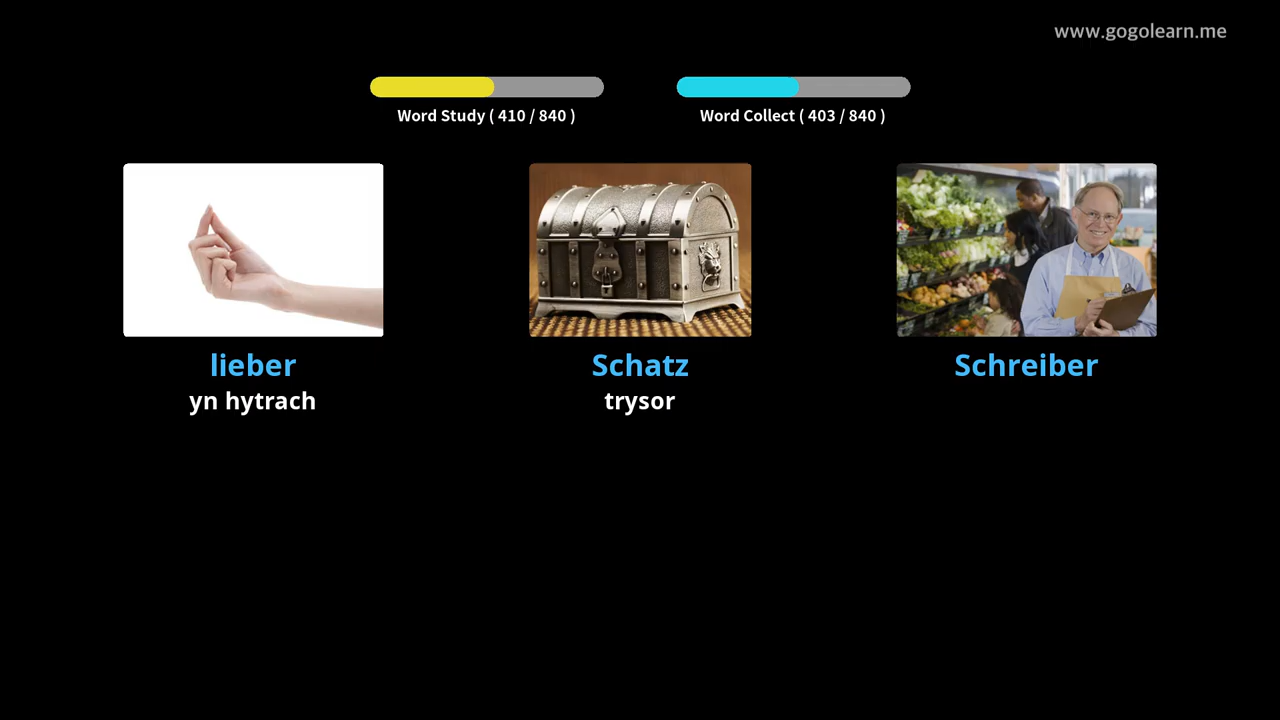 www.gogolearn.me
Word Study ( 410 / 840 )
Word Collect ( 403 / 840 )
lieber
yn hytrach
Schatz
trysor
Schreiber